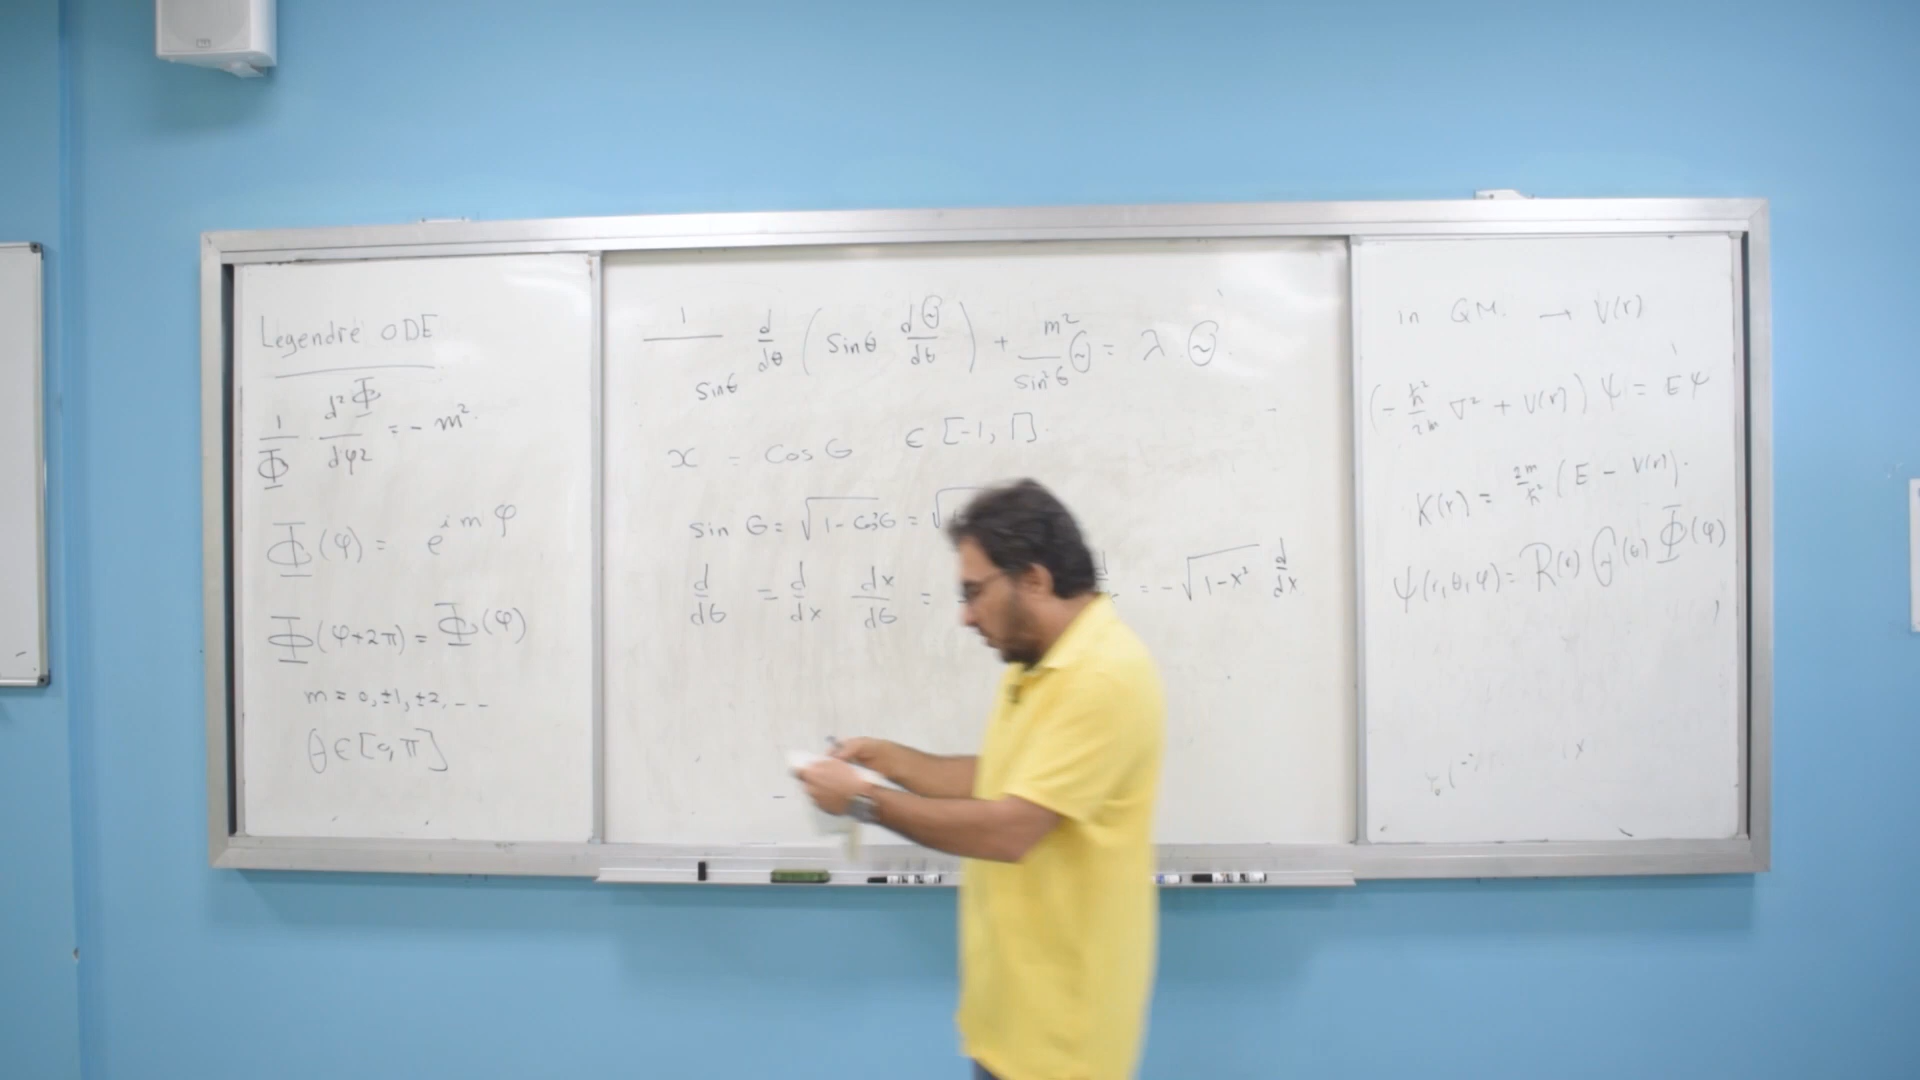 Legendre ODE
1/Φ d²Φ/dφ² = - m².
Φ(φ) = e^{imφ}
Φ(φ+2π) = Φ(φ)
m = 0, ±1, ±2, - -
θ ∈ [0, π]
1/Sinθ d/dθ ( Sinθ dΘ/dθ ) + m²/Sin²θ Θ = λ . Θ.
x = Cos θ ∈ [-1, 1].
Sin θ = √(1 - Cos²θ) = √
d/dθ = d/dx dx/dθ = = - √(1-x²) d/dx
in QM. → V(r)
(- ħ²/2m ∇² + V(r)) Ψ = E Ψ
K(r) = 2m/ħ² (E - V(r)).
Ψ(r,θ,φ) = R(r) Θ(θ) Φ(φ)